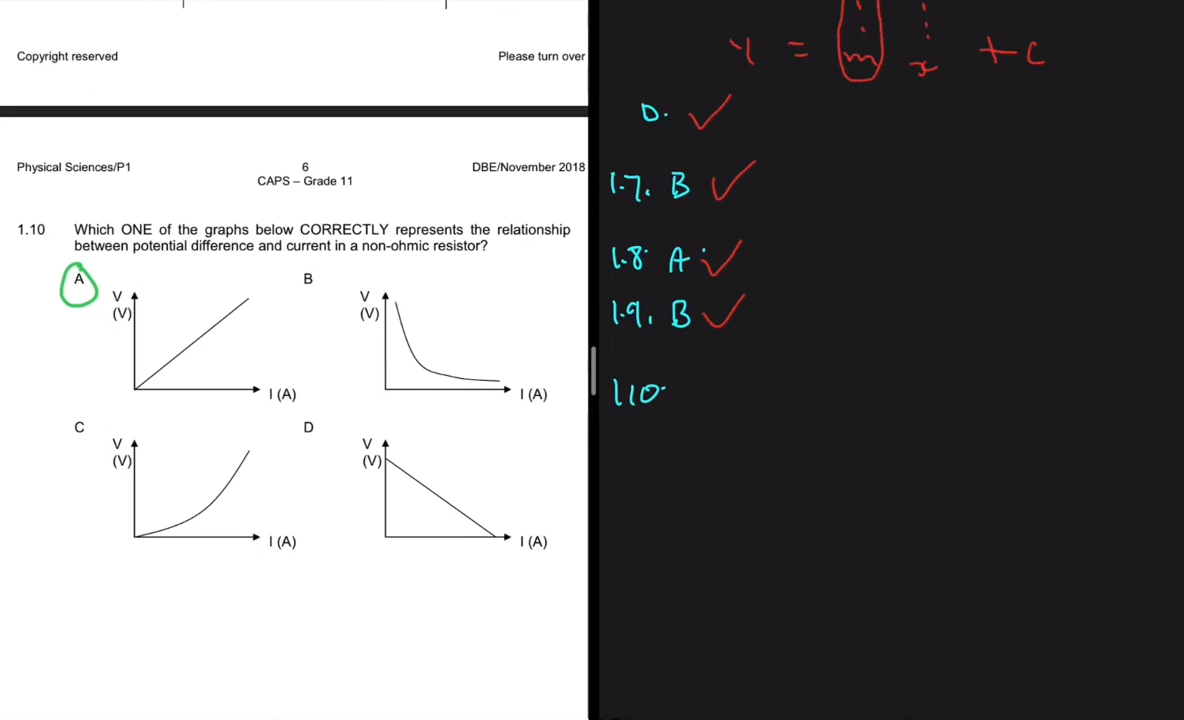 Copyright reserved Please turn over
Physical Sciences/P1 6 DBE/November 2018
CAPS – Grade 11
1.10 Which ONE of the graphs below CORRECTLY represents the relationship
between potential difference and current in a non-ohmic resistor?
A B
V V
(V) (V)
I (A) I (A)
C D
V V
(V) (V)
I (A) I (A)
y = m x + c
D.
1.7. B
1.8. A
1.9. B
1 10.